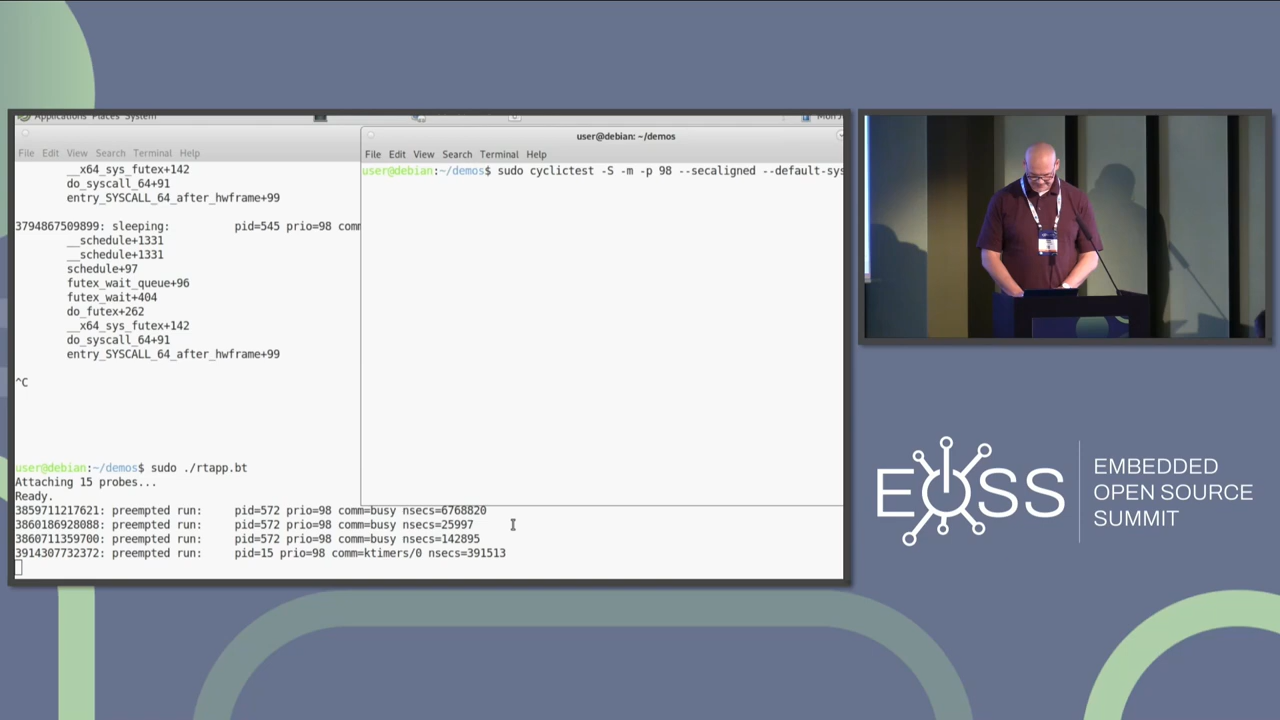 Applications Places System
Mon J
File Edit View Search Terminal Help
__x64_sys_futex+142
do_syscall_64+91
entry_SYSCALL_64_after_hwframe+99
3794867509899: sleeping: pid=545 prio=98 comm
__schedule+1331
__schedule+1331
schedule+97
futex_wait_queue+96
futex_wait+404
do_futex+262
__x64_sys_futex+142
do_syscall_64+91
entry_SYSCALL_64_after_hwframe+99
^C
user@debian:~/demos$ sudo ./rtapp.bt
Attaching 15 probes...
Ready.
3859711217621: preempted run: pid=572 prio=98 comm=busy nsecs=6768820
3860186928088: preempted run: pid=572 prio=98 comm=busy nsecs=25997
3860711359700: preempted run: pid=572 prio=98 comm=busy nsecs=142895
3914307732372: preempted run: pid=15 prio=98 comm=ktimers/0 nsecs=391513
user@debian: ~/demos
File Edit View Search Terminal Help
user@debian:~/demos$ sudo cyclictest -S -m -p 98 --secaligned --default-sys
EOSS
EMBEDDED
OPEN SOURCE
SUMMIT